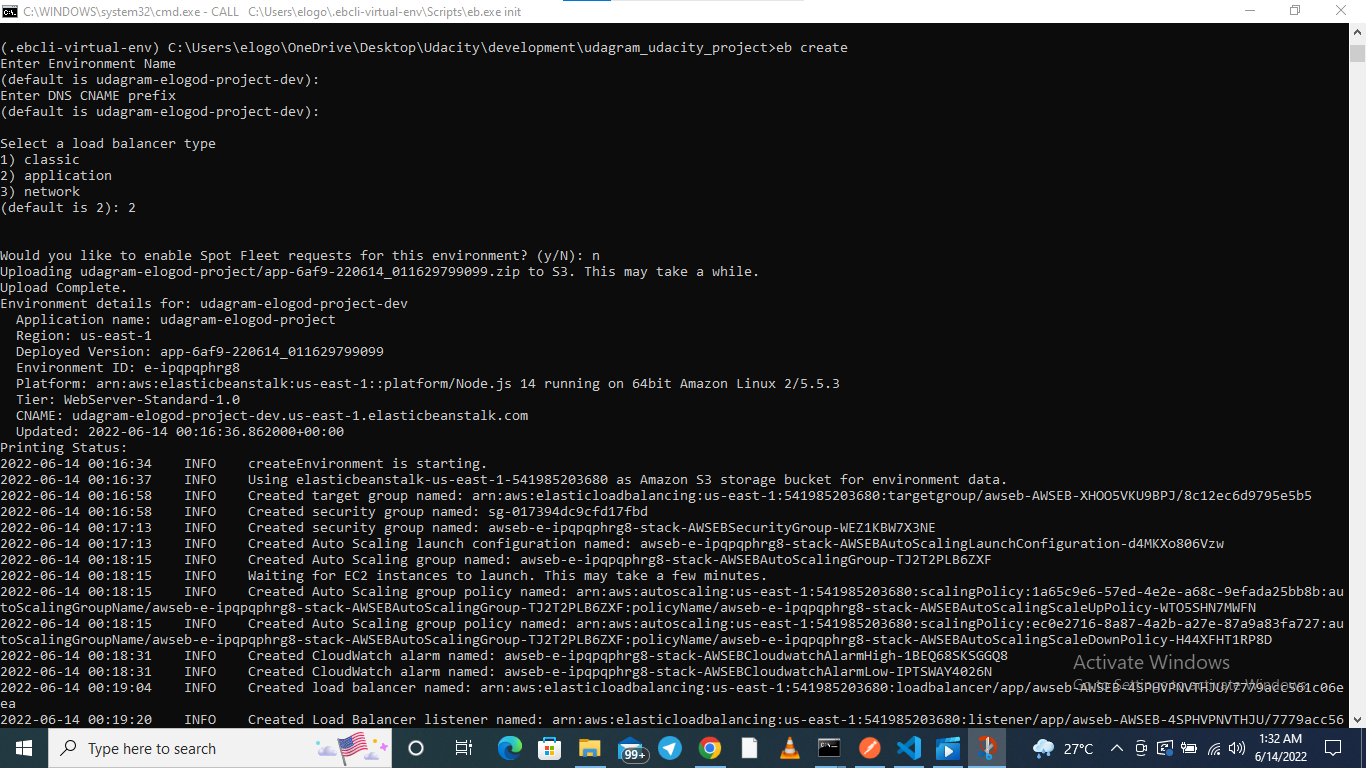 C:\WINDOWS\system32\cmd.exe - CALL C:\Users\elogo\.ebcli-virtual-env\Scripts\eb.exe init
(.ebcli-virtual-env) C:\Users\elogo\OneDrive\Desktop\Udacity\development\udagram_udacity_project>eb create
Enter Environment Name
(default is udagram-elogod-project-dev):
Enter DNS CNAME prefix
(default is udagram-elogod-project-dev):
Select a load balancer type
1) classic
2) application
3) network
(default is 2): 2
Would you like to enable Spot Fleet requests for this environment? (y/N): n
Uploading udagram-elogod-project/app-6af9-220614_011629799099.zip to S3. This may take a while.
Upload Complete.
Environment details for: udagram-elogod-project-dev
Application name: udagram-elogod-project
Region: us-east-1
Deployed Version: app-6af9-220614_011629799099
Environment ID: e-ipqpqphrg8
Platform: arn:aws:elasticbeanstalk:us-east-1::platform/Node.js 14 running on 64bit Amazon Linux 2/5.5.3
Tier: WebServer-Standard-1.0
CNAME: udagram-elogod-project-dev.us-east-1.elasticbeanstalk.com
Updated: 2022-06-14 00:16:36.862000+00:00
Printing Status:
2022-06-14 00:16:34 INFO createEnvironment is starting.
2022-06-14 00:16:37 INFO Using elasticbeanstalk-us-east-1-541985203680 as Amazon S3 storage bucket for environment data.
2022-06-14 00:16:58 INFO Created target group named: arn:aws:elasticloadbalancing:us-east-1:541985203680:targetgroup/awseb-AWSEB-XHOO5VKU9BPJ/8c12ec6d9795e5b5
2022-06-14 00:16:58 INFO Created security group named: sg-017394dc9cfd17fbd
2022-06-14 00:17:13 INFO Created security group named: awseb-e-ipqpqphrg8-stack-AWSEBSecurityGroup-WEZ1KBW7X3NE
2022-06-14 00:17:13 INFO Created Auto Scaling launch configuration named: awseb-e-ipqpqphrg8-stack-AWSEBAutoScalingLaunchConfiguration-d4MKXo806Vzw
2022-06-14 00:18:15 INFO Created Auto Scaling group named: awseb-e-ipqpqphrg8-stack-AWSEBAutoScalingGroup-TJ2T2PLB6ZXF
2022-06-14 00:18:15 INFO Waiting for EC2 instances to launch. This may take a few minutes.
2022-06-14 00:18:15 INFO Created Auto Scaling group policy named: arn:aws:autoscaling:us-east-1:541985203680:scalingPolicy:1a65c9e6-57ed-4e2e-a68c-9efada25bb8b:au
toScalingGroupName/awseb-e-ipqpqphrg8-stack-AWSEBAutoScalingGroup-TJ2T2PLB6ZXF:policyName/awseb-e-ipqpqphrg8-stack-AWSEBAutoScalingScaleUpPolicy-WTO5SHN7MWFN
2022-06-14 00:18:15 INFO Created Auto Scaling group policy named: arn:aws:autoscaling:us-east-1:541985203680:scalingPolicy:ec0e2716-8a87-4a2b-a27e-87a9a83fa727:au
toScalingGroupName/awseb-e-ipqpqphrg8-stack-AWSEBAutoScalingGroup-TJ2T2PLB6ZXF:policyName/awseb-e-ipqpqphrg8-stack-AWSEBAutoScalingScaleDownPolicy-H44XFHT1RP8D
2022-06-14 00:18:31 INFO Created CloudWatch alarm named: awseb-e-ipqpqphrg8-stack-AWSEBCloudwatchAlarmHigh-1BEQ68SKSGGQ8
2022-06-14 00:18:31 INFO Created CloudWatch alarm named: awseb-e-ipqpqphrg8-stack-AWSEBCloudwatchAlarmLow-IPTSWAY4026N
Activate Windows
Go to Settings to activate Windows.
2022-06-14 00:19:04 INFO Created load balancer named: arn:aws:elasticloadbalancing:us-east-1:541985203680:loadbalancer/app/awseb-AWSEB-4SPHVPNVTHJU/7779acc561c06e
ea
2022-06-14 00:19:20 INFO Created Load Balancer listener named: arn:aws:elasticloadbalancing:us-east-1:541985203680:listener/app/awseb-AWSEB-4SPHVPNVTHJU/7779acc56
Type here to search
99+
27°C
1:32 AM
6/14/2022